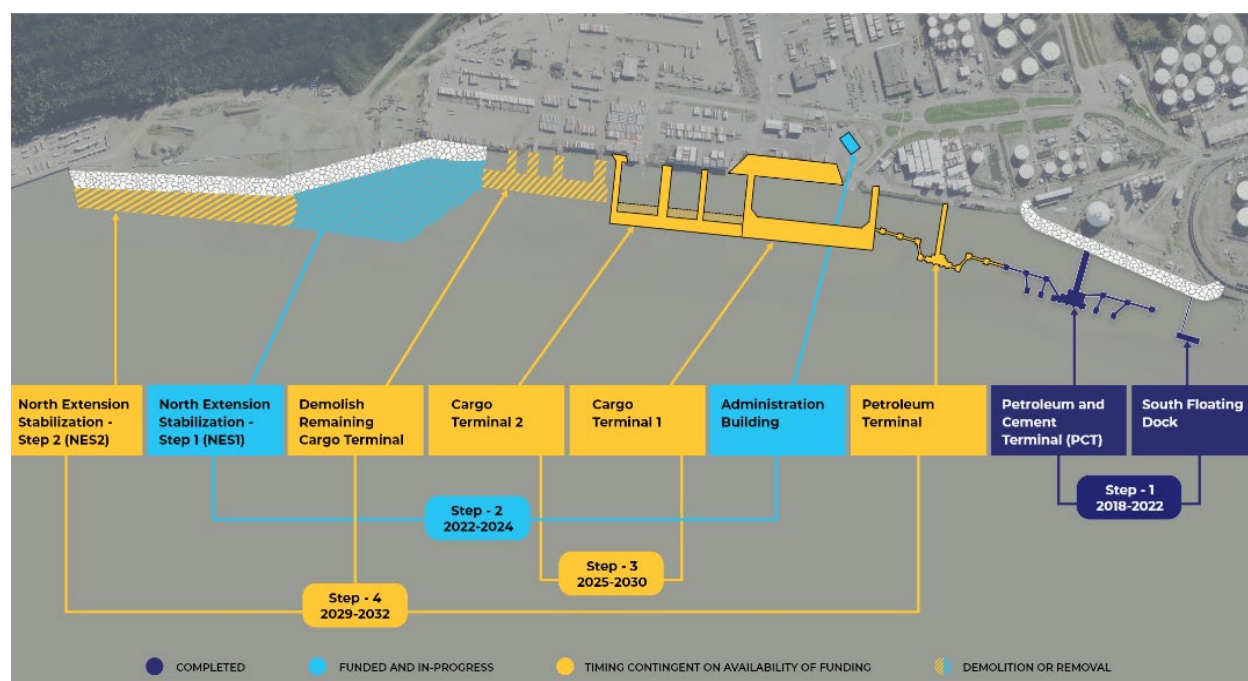 North Extension
Stabilization -
Step 2 (NES2)
North Extension
Stabilization -
Step 1 (NES1)
Demolish
Remaining
Cargo Terminal
Cargo
Terminal 2
Cargo
Terminal 1
Administration
Building
Petroleum
Terminal
Petroleum and
Cement
Terminal (PCT)
South Floating
Dock
Step - 1
2018-2022
Step - 2
2022-2024
Step - 3
2025-2030
Step - 4
2029-2032
COMPLETED
FUNDED AND IN-PROGRESS
TIMING CONTINGENT ON AVAILABILITY OF FUNDING
DEMOLITION OR REMOVAL